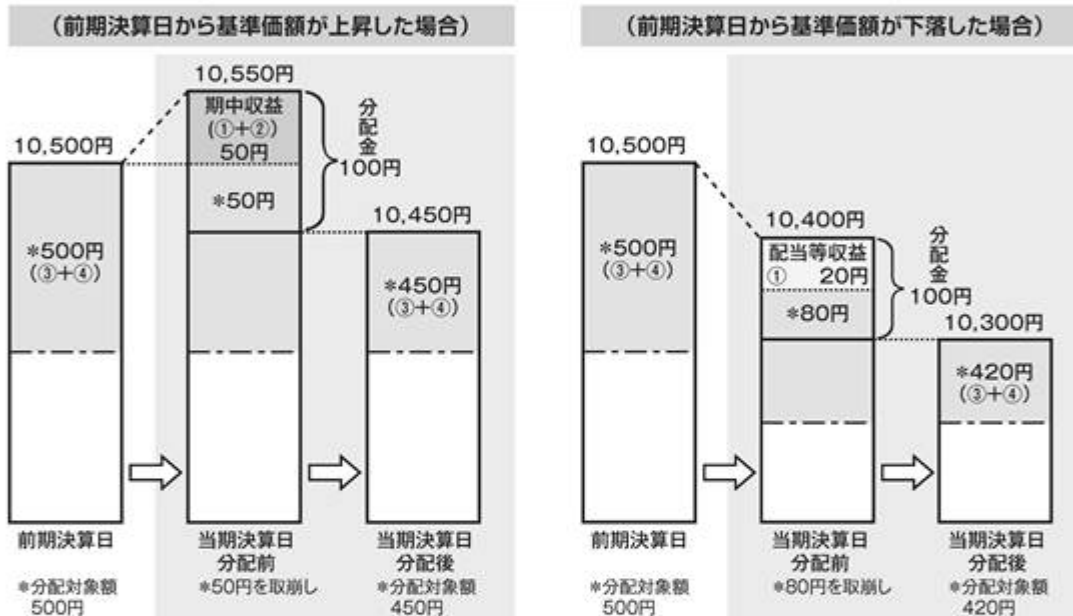 （前期決算日から基準価額が上昇した場合）
10,550円
期中収益
（①＋②）
50円
分配金
100円
10,500円
＊50円
10,450円
＊500円
（③＋④）
＊450円
（③＋④）
前期決算日
当期決算日
分配前
当期決算日
分配後
＊分配対象額
500円
＊50円を取崩し
＊分配対象額
450円
（前期決算日から基準価額が下落した場合）
10,500円
10,400円
配当等収益
① 20円
分配金
100円
＊80円
10,300円
＊500円
（③＋④）
＊420円
（③＋④）
前期決算日
当期決算日
分配前
当期決算日
分配後
＊分配対象額
500円
＊80円を取崩し
＊分配対象額
420円